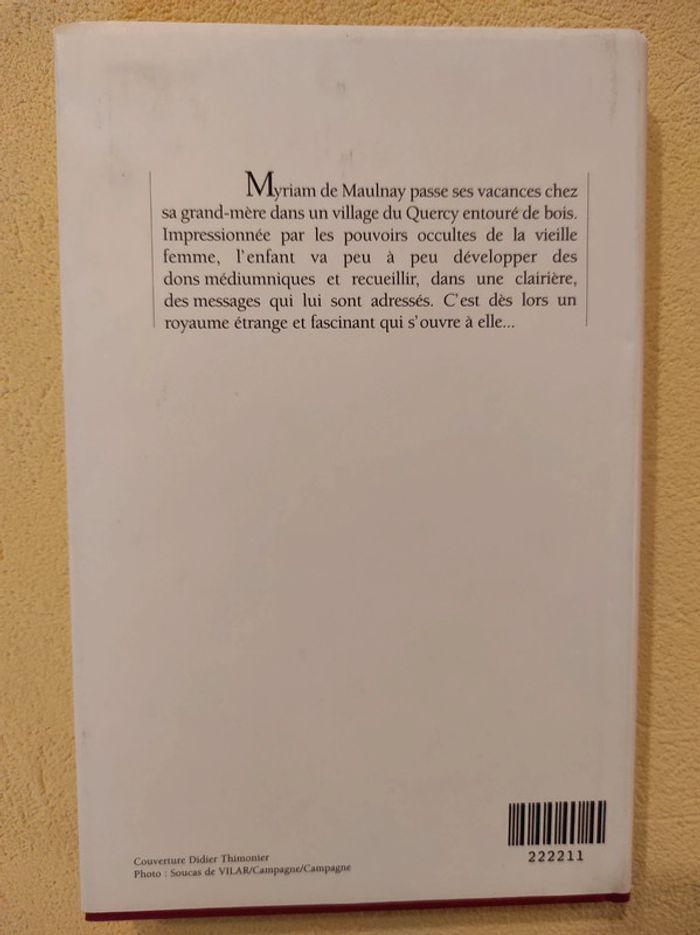 Myriam de Maulnay passe ses vacances chez
sa grand-mère dans un village du Quercy entouré de bois.
Impressionnée par les pouvoirs occultes de la vieille
femme, l'enfant va peu à peu développer des
dons médiumniques et recueillir, dans une clairière,
des messages qui lui sont adressés. C'est dès lors un
royaume étrange et fascinant qui s'ouvre à elle...
222211
Couverture Didier Thimonier
Photo : Soucas de VILAR/Campagne/Campagne